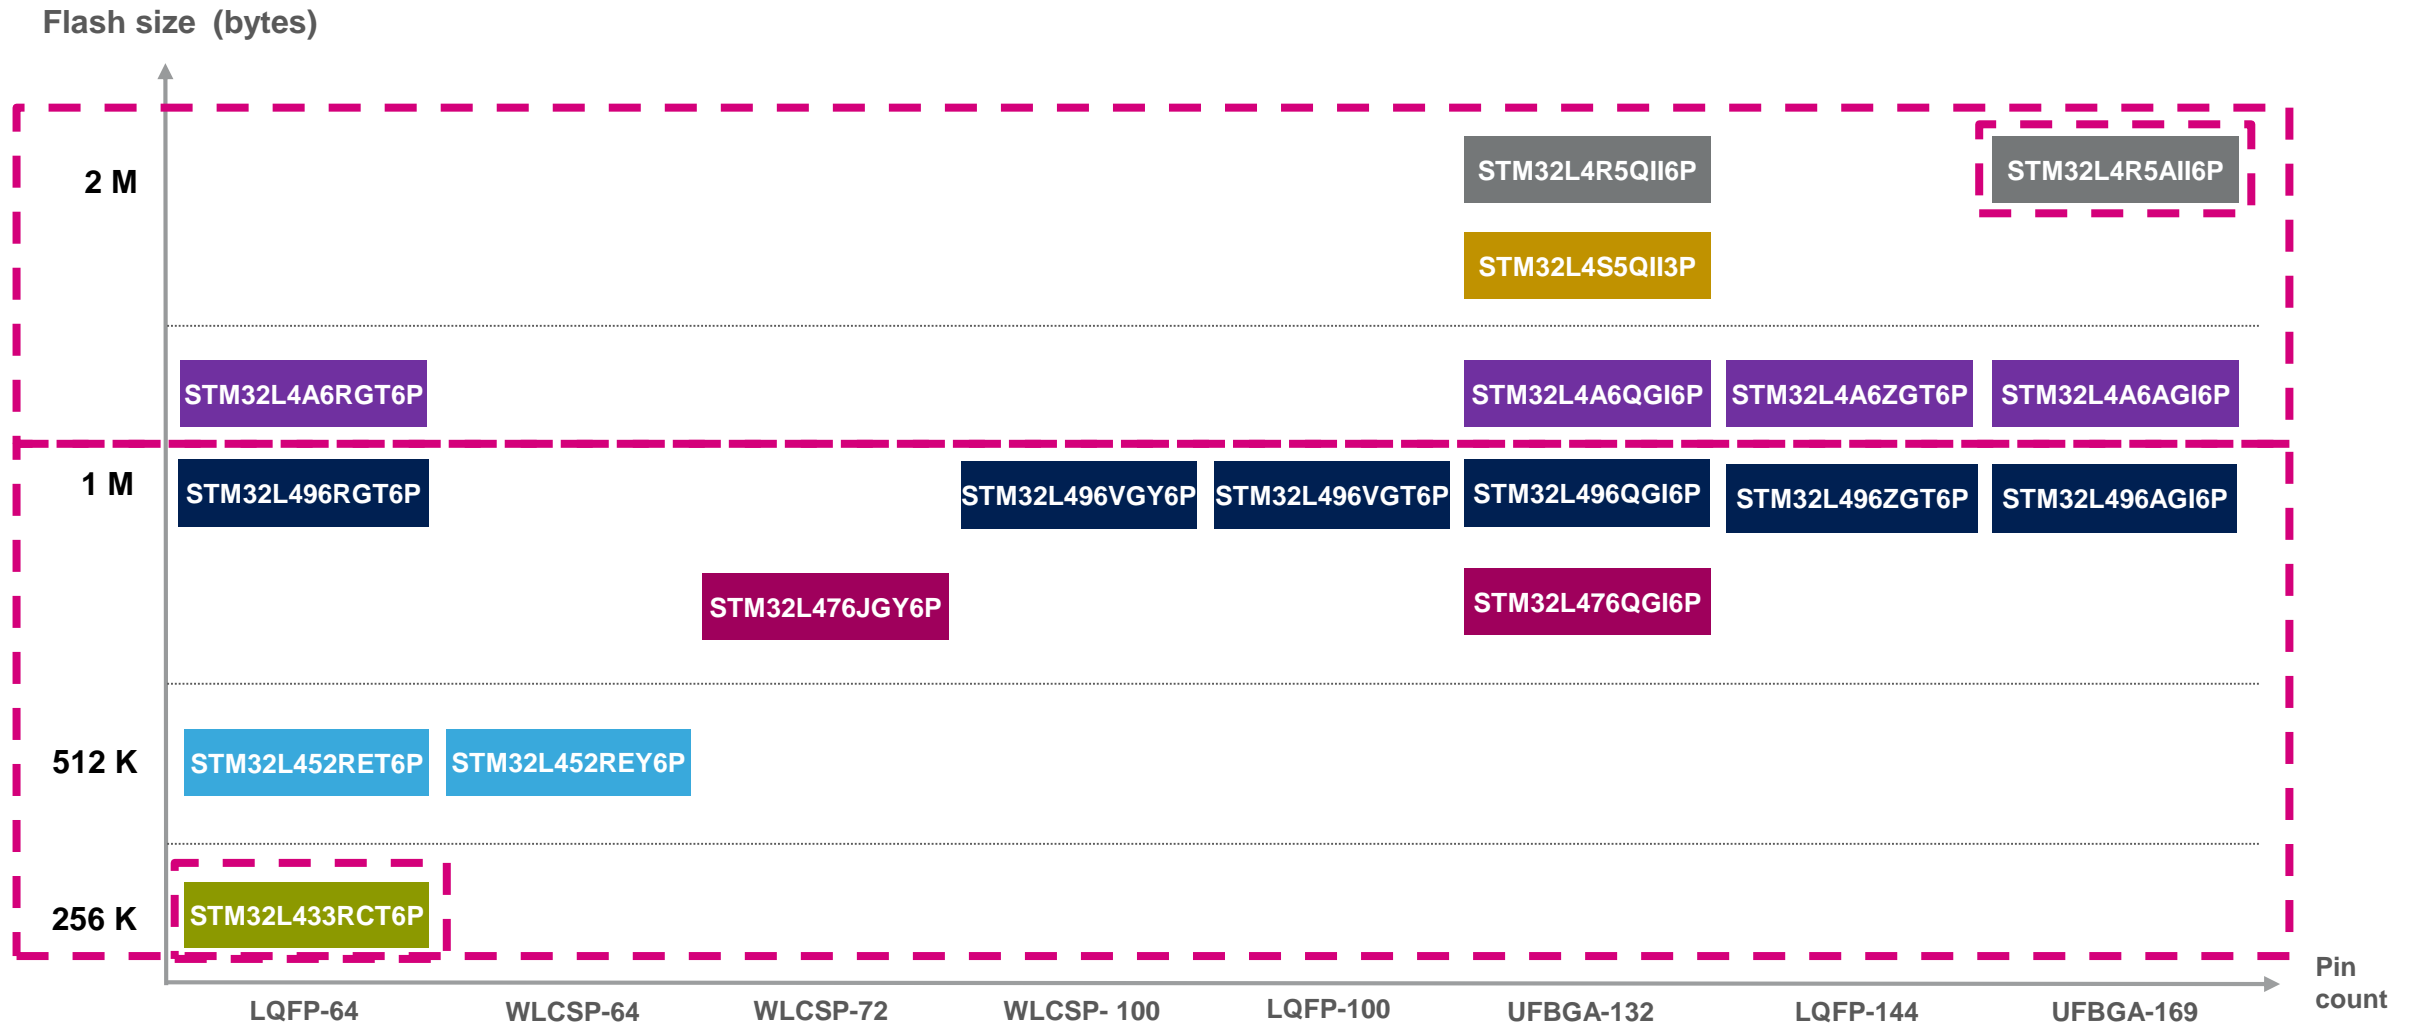 Flash size (bytes)
2 M
STM32L4R5QII6P
STM32L4R5AII6P
STM32L4S5QII3P
STM32L4A6RGT6P
STM32L4A6QGI6P
STM32L4A6ZGT6P
STM32L4A6AGI6P
1 M
STM32L496RGT6P
STM32L496VGY6P
STM32L496VGT6P
STM32L496QGI6P
STM32L496ZGT6P
STM32L496AGI6P
STM32L476JGY6P
STM32L476QGI6P
512 K
STM32L452RET6P
STM32L452REY6P
256 K
STM32L433RCT6P
Pin
count
LQFP-64
WLCSP-64
WLCSP-72
WLCSP- 100
LQFP-100
UFBGA-132
LQFP-144
UFBGA-169